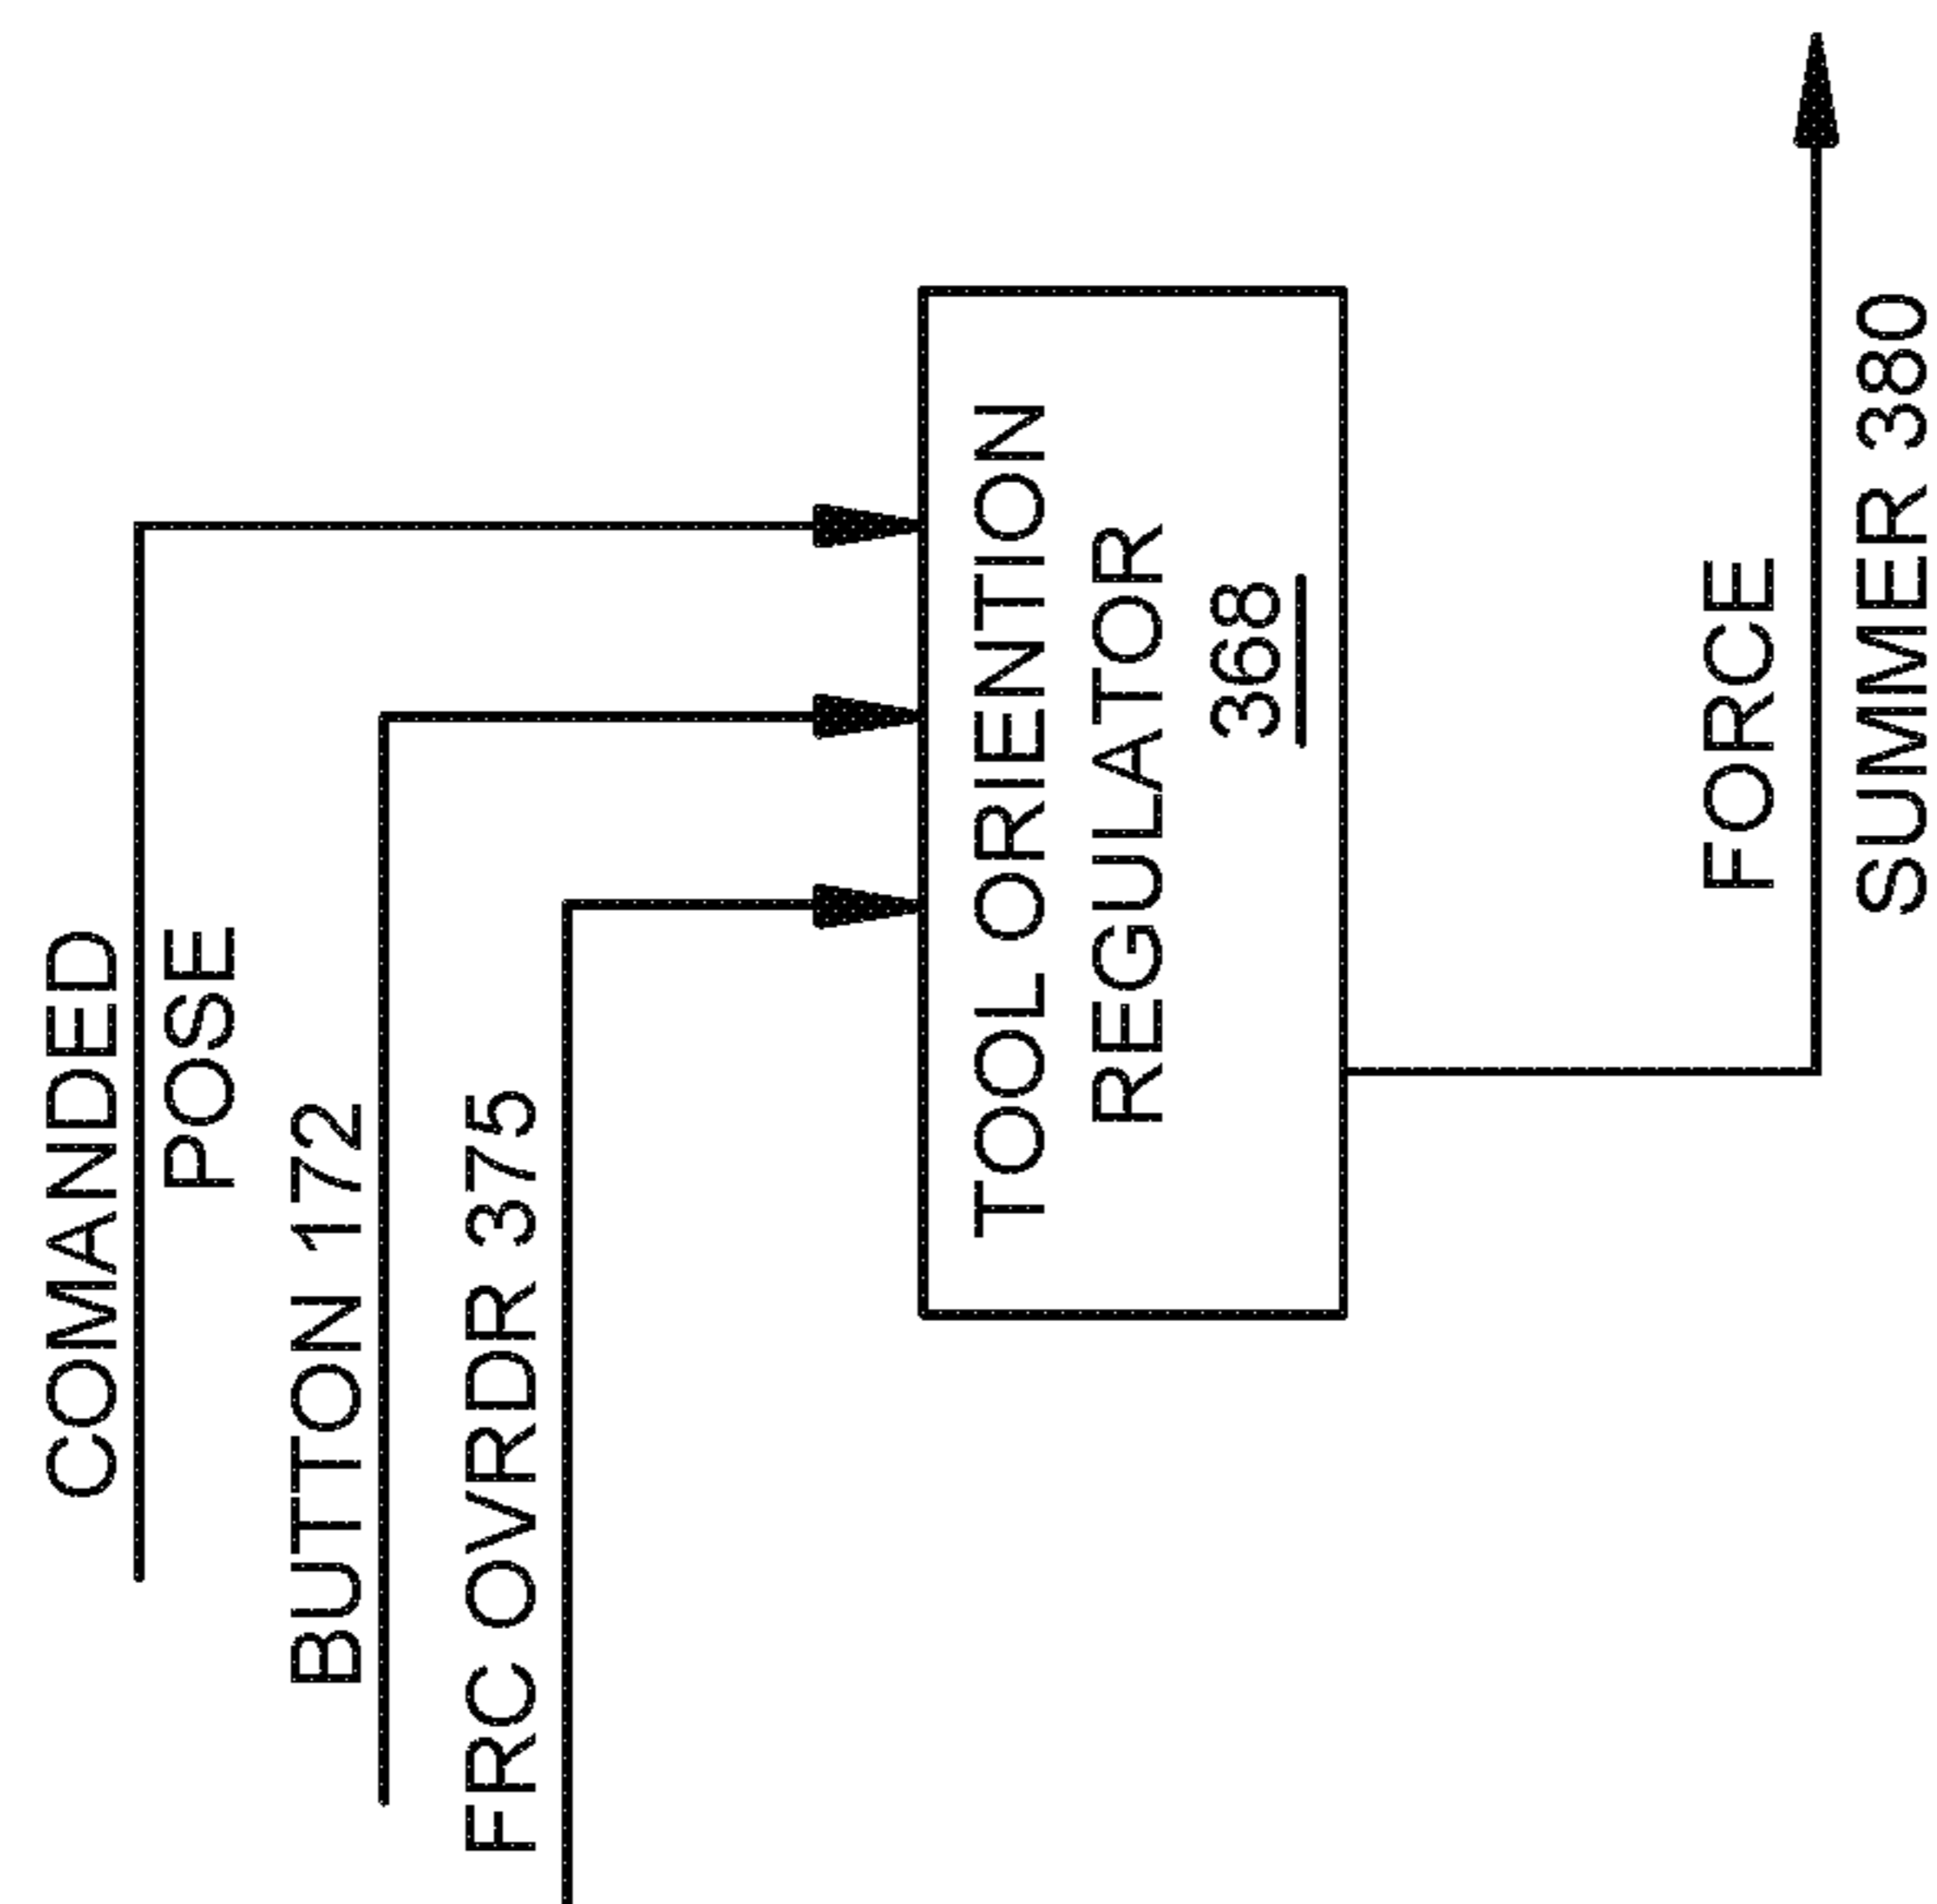 COMANDED
POSE
BUTTON 172
FRC OVRDR 375
TOOL ORIENTION
REGULATOR
368
FORCE
SUMMER 380